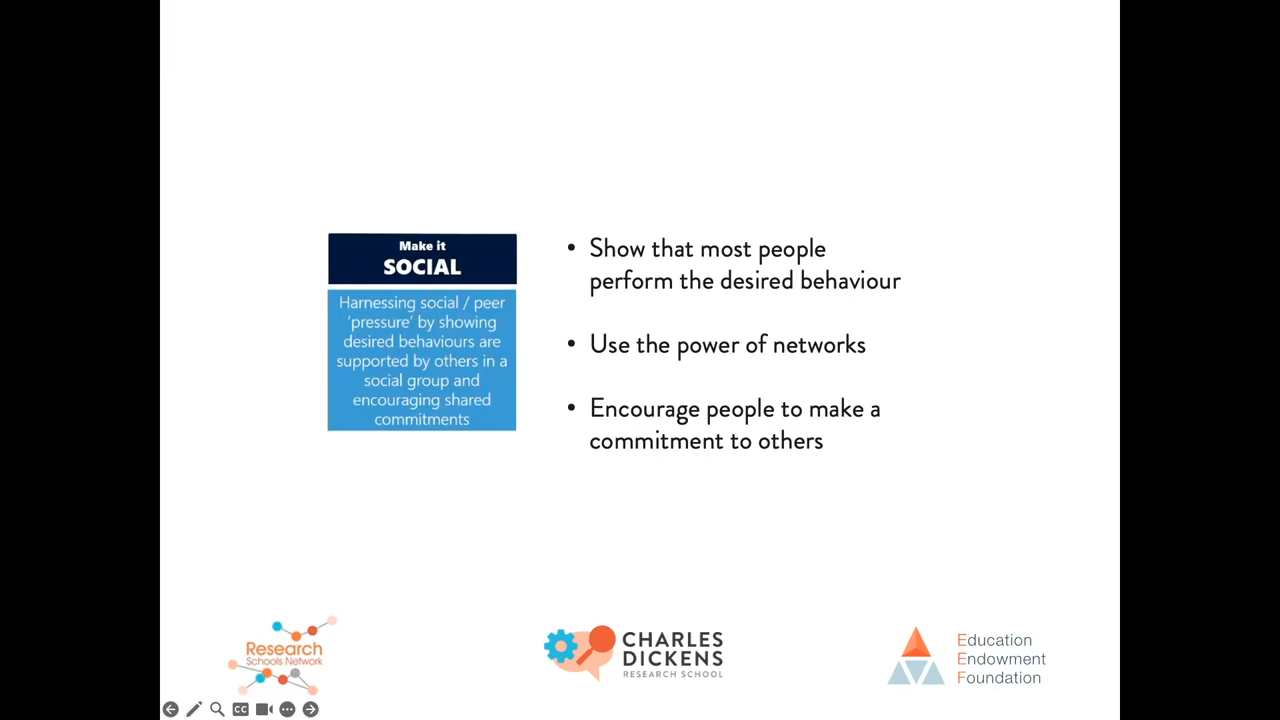 Make it
SOCIAL
Harnessing social / peer
'pressure' by showing
desired behaviours are
supported by others in a
social group and
encouraging shared
commitments
• Show that most people
perform the desired behaviour
• Use the power of networks
• Encourage people to make a
commitment to others
Research
Schools Network
CHARLES
DICKENS
RESEARCH SCHOOL
Education
Endowment
Foundation
CC